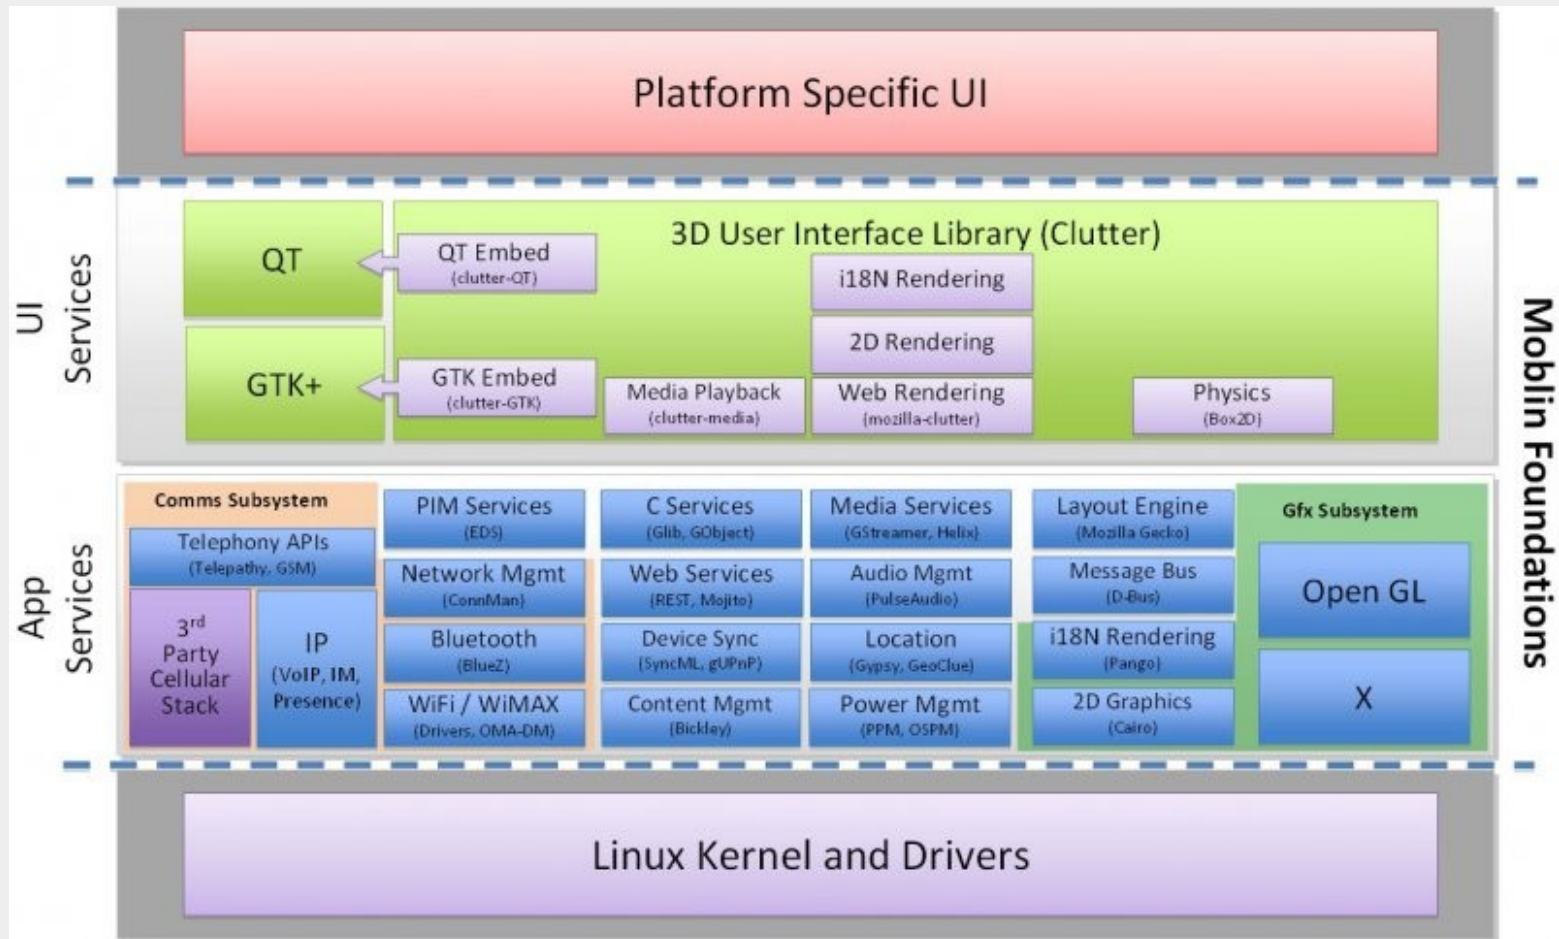 Platform Specific UI
UI
Services
QT
QT Embed
(clutter-QT)
3D User Interface Library (Clutter)
i18N Rendering
2D Rendering
GTK+
GTK Embed
(clutter-GTK)
Media Playback
(clutter-media)
Web Rendering
(mozilla-clutter)
Physics
(Box2D)
Moblin Foundations
App
Services
Comms Subsystem
Telephony APIs
(Telepathy, GSM)
3rd
Party
Cellular
Stack
IP
(VoIP, IM,
Presence)
PIM Services
(EDS)
Network Mgmt
(ConnMan)
Bluetooth
(BlueZ)
WiFi / WiMAX
(Drivers, OMA-DM)
C Services
(Glib, GObject)
Web Services
(REST, Mojito)
Device Sync
(SyncML, gUPnP)
Content Mgmt
(Bickley)
Media Services
(GStreamer, Helix)
Audio Mgmt
(PulseAudio)
Location
(Gypsy, GeoClue)
Power Mgmt
(PPM, OSPM)
Layout Engine
(Mozilla Gecko)
Message Bus
(D-Bus)
i18N Rendering
(Pango)
2D Graphics
(Cairo)
Gfx Subsystem
Open GL
X
Linux Kernel and Drivers